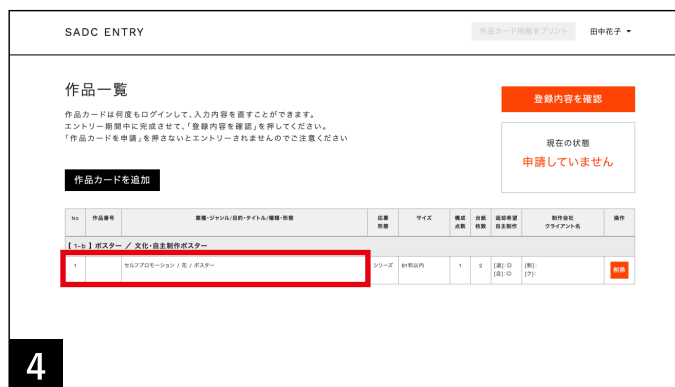 SADC ENTRY
作品カード用紙をプリント
田中花子
作品一覧
登録内容を確認
作品カードは何度もログインして、入力内容を直すことができます。
エントリー期間中に完成させて、「登録内容を確認」を押してください。
「作品カードを申請」を押さないとエントリーされませんのでご注意ください
現在の状態
申請していません
作品カードを追加
No 作品番号 業種・ジャンル/目的・タイトル/種類・形態 応募形態 サイズ 構成点数 台紙枚数 返却希望 自主制作 制作会社 クライアント名 操作
【 1-b 】ポスター ／ 文化・自主制作ポスター
1 セルフプロモーション / 花 / ポスター シリーズ B1判以内 1 2 [返]:◎ [制]: 削除
[自]:◎ [ク]:
4